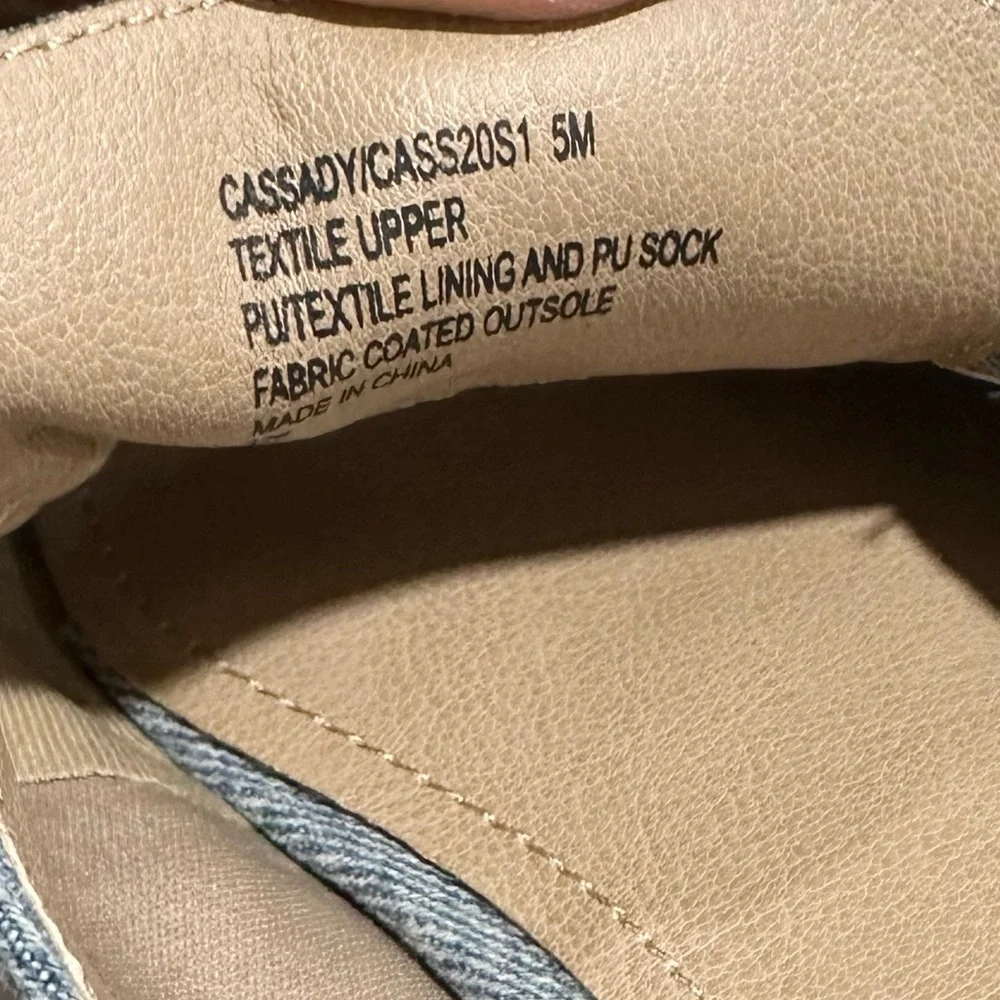 CASSADY/CASS20S1 5M
TEXTILE UPPER
PU/TEXTILE LINING AND PU SOCK
FABRIC COATED OUTSOLE
MADE IN CHINA